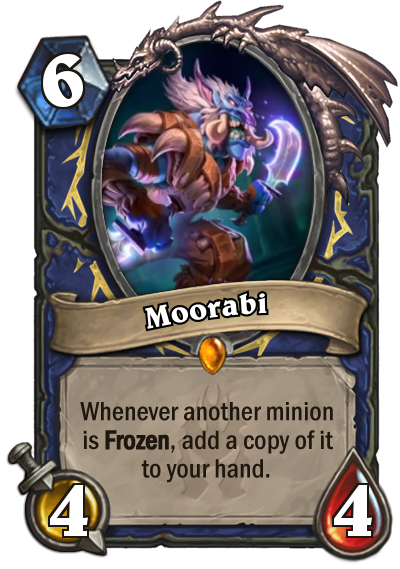 6
Moorabi
Whenever another minion
is Frozen, add a copy of it
to your hand.
4
4